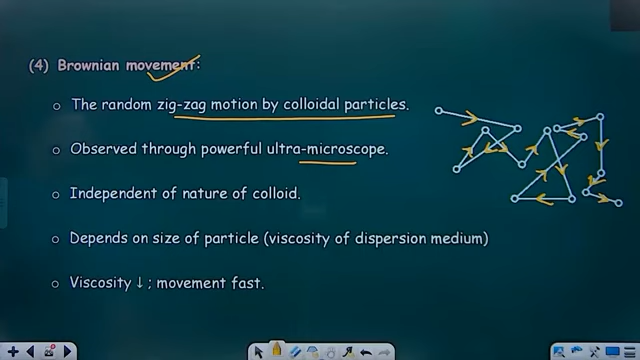 (4) Brownian movement:
○ The random zig-zag motion by colloidal particles.
○ Observed through powerful ultra-microscope.
○ Independent of nature of colloid.
○ Depends on size of particle (viscosity of dispersion medium)
○ Viscosity ↓ ; movement fast.